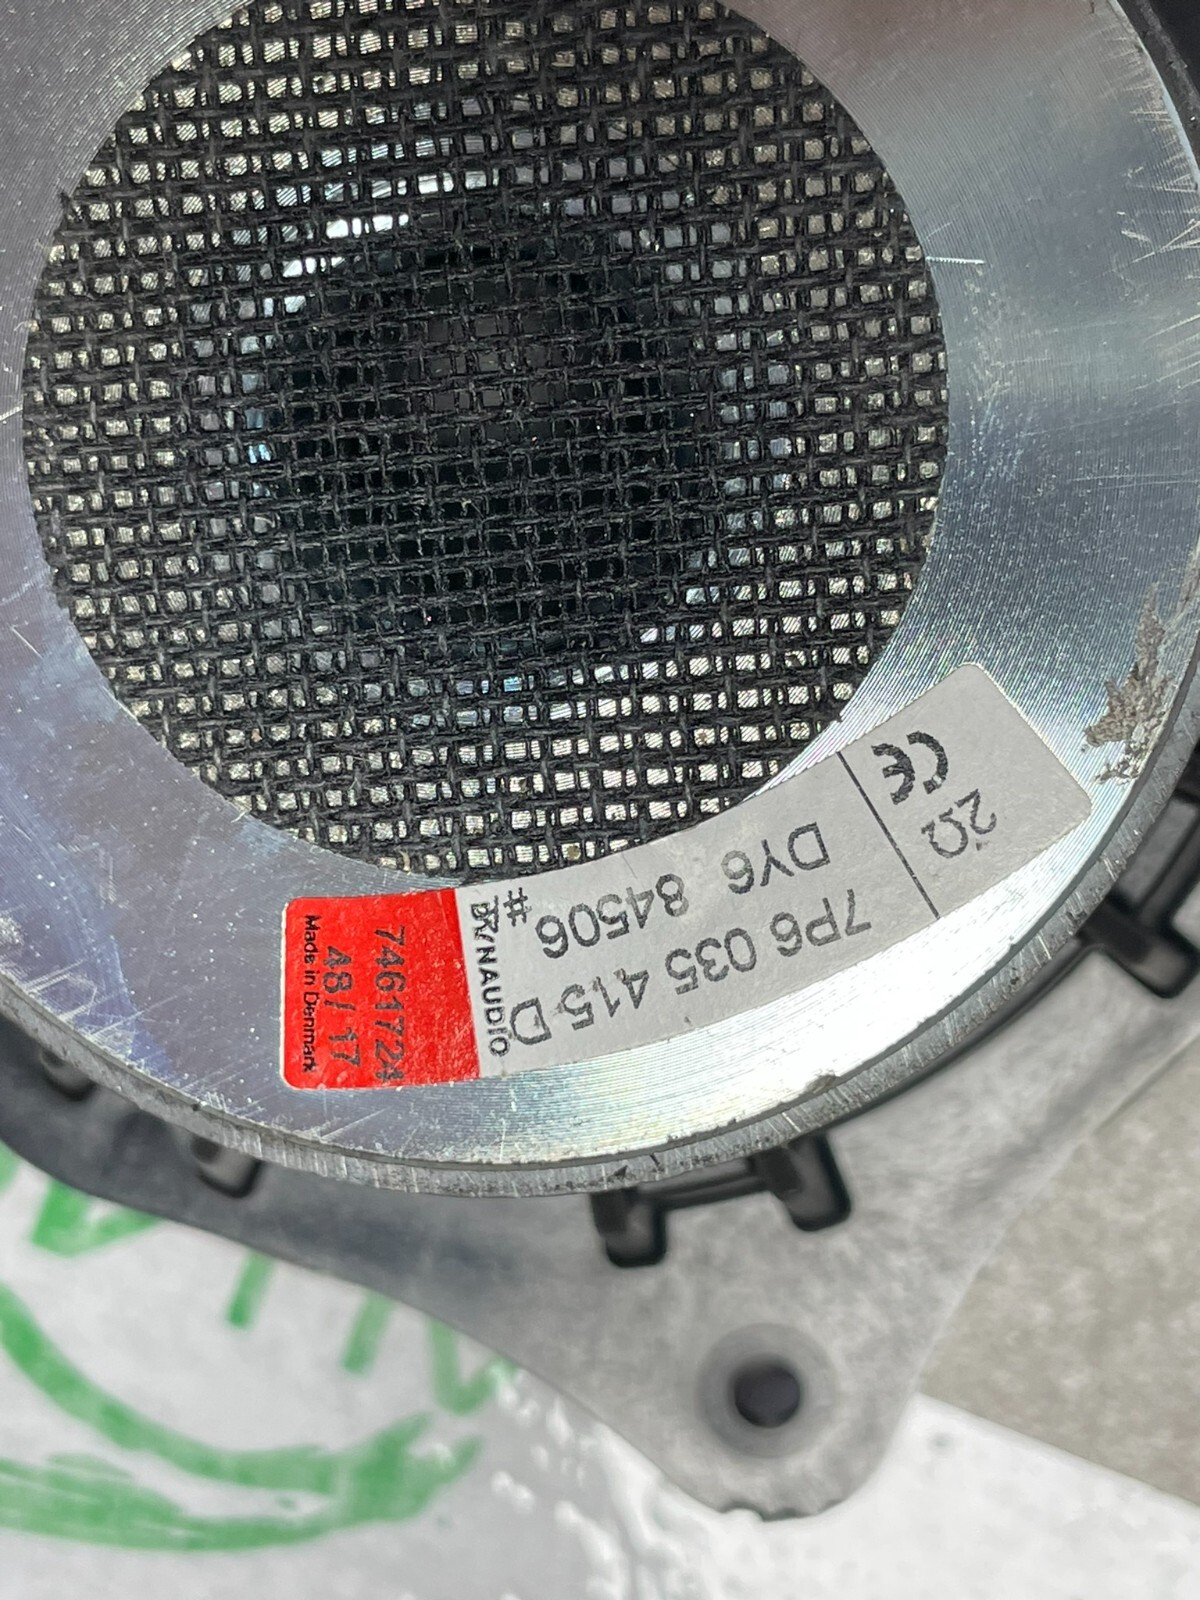 CE
2Ω
DY6 84506 #
7P6 035 415 D
DYNAUDIO
7461724
48/17
Made in Denmark